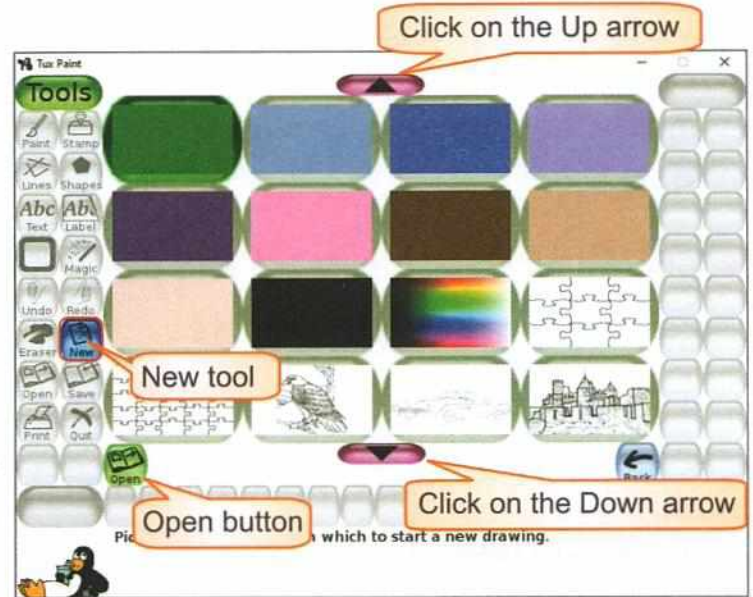 Click on the Up arrow
Tux Paint
Tools
Paint Stamp
Lines Shapes
Abc Abc
Text Label
Magic
Undo Redo
Eraser New
New tool
Open Save
Print Quit
Open
Back
Click on the Down arrow
Open button
which to start a new drawing.